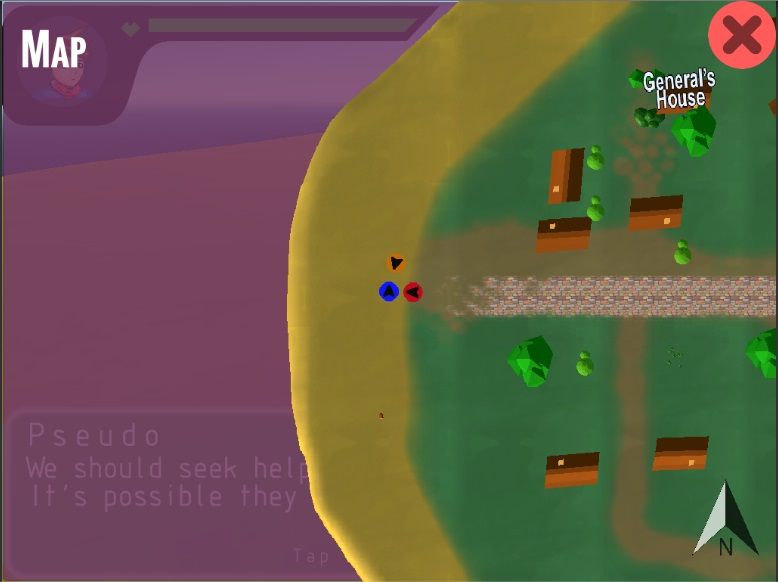 Map
General's
House
Pseudo
We should seek help
It's possible they
Tap
N